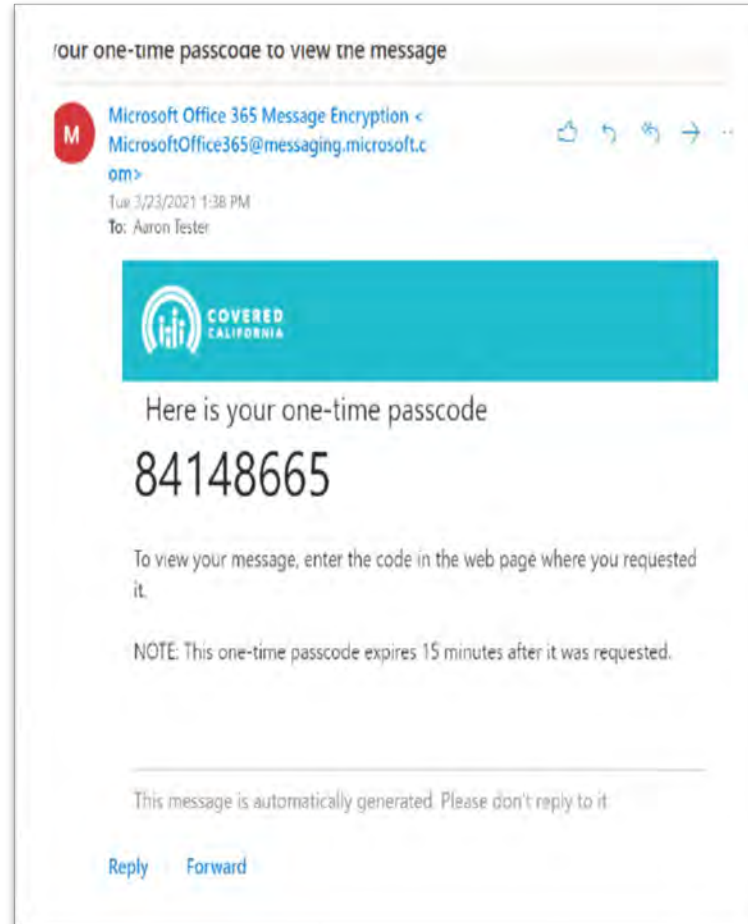 our one-time passcode to view the message
M
Microsoft Office 365 Message Encryption <
MicrosoftOffice365@messaging.microsoft.c
om>
Tue 3/23/2021 1:38 PM
To: Aaron Tester
COVERED
CALIFORNIA
Here is your one-time passcode
84148665
To view your message, enter the code in the web page where you requested
it.
NOTE: This one-time passcode expires 15 minutes after it was requested.
This message is automatically generated. Please don't reply to it.
Reply Forward